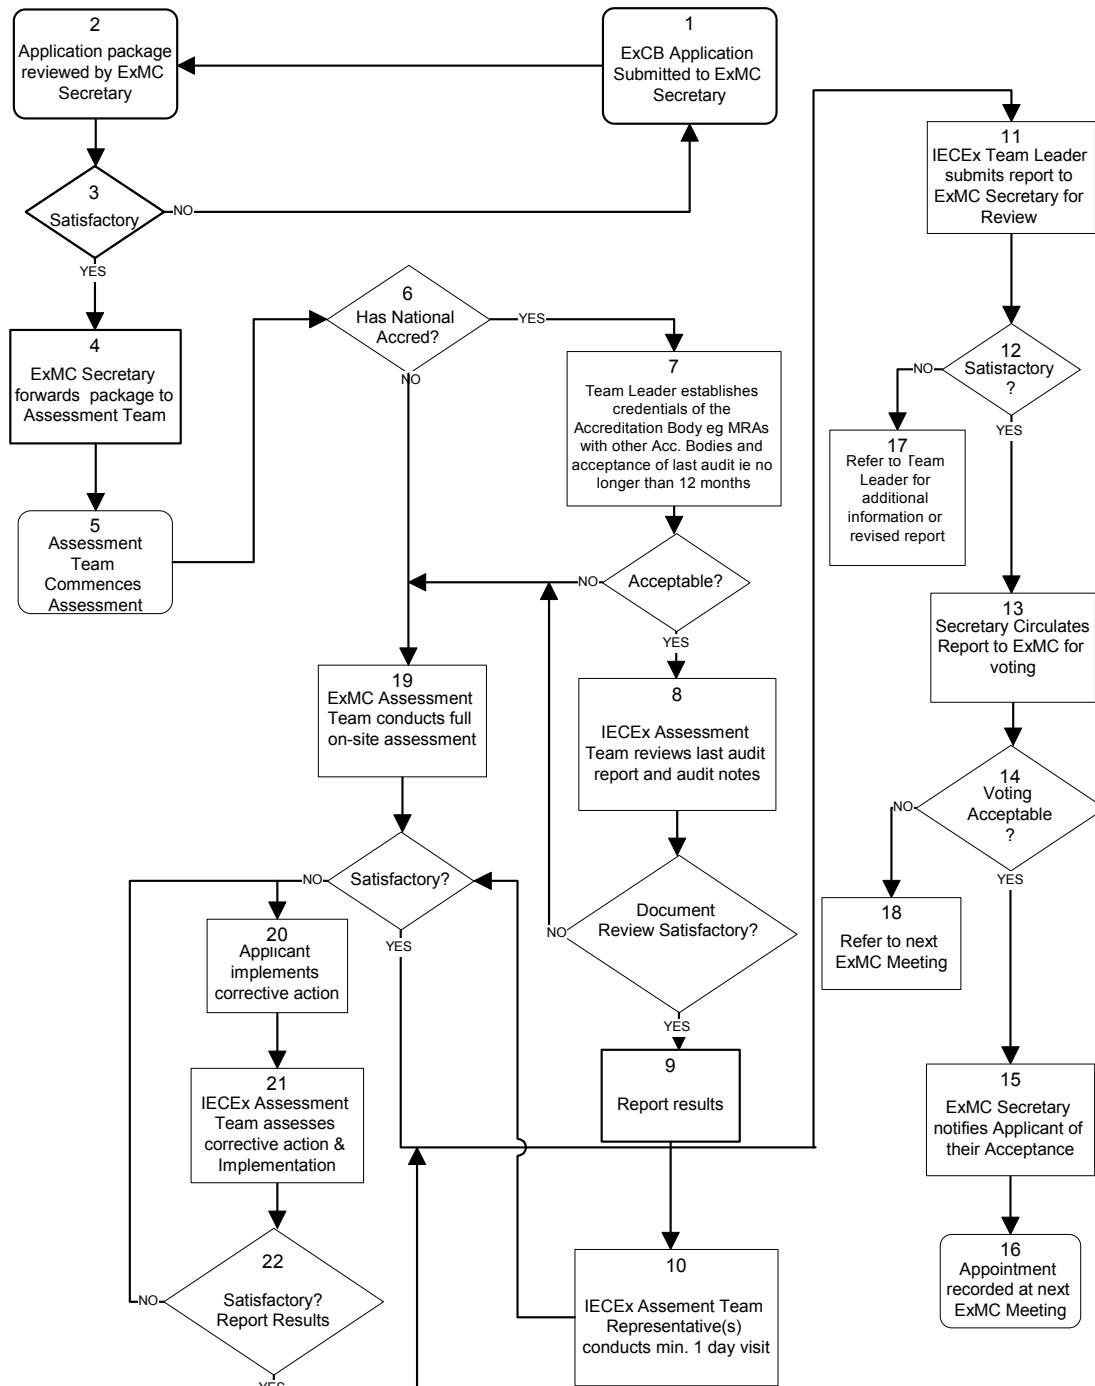 2
Application package
reviewed by ExMC
Secretary
1
ExCB Application
Submitted to ExMC
Secretary
3
Satisfactory
NO
YES
4
ExMC Secretary
forwards package to
Assessment Team
5
Assessment
Team
Commences
Assessment
6
Has National
Accred?
YES
NO
7
Team Leader establishes
credentials of the
Accreditation Body eg MRAs
with other Acc. Bodies and
acceptance of last audit ie no
longer than 12 months
Acceptable?
NO
YES
8
IECEx Assessment
Team reviews last audit
report and audit notes
Document
Review Satisfactory?
NO
YES
9
Report results
10
IECEx Assement Team
Representative(s)
conducts min. 1 day visit
19
ExMC Assessment
Team conducts full
on-site assessment
Satisfactory?
NO
YES
20
Applicant
implements
corrective action
21
IECEx Assessment
Team assesses
corrective action &
Implementation
22
Satisfactory?
Report Results
NO
YES
11
IECEx Team Leader
submits report to
ExMC Secretary for
Review
12
Satisfactory
?
NO
YES
17
Refer to Team
Leader for
additional
information or
revised report
13
Secretary Circulates
Report to ExMC for
voting
14
Voting
Acceptable
?
NO
YES
18
Refer to next
ExMC Meeting
15
ExMC Secretary
notifies Applicant of
their Acceptance
16
Appointment
recorded at next
ExMC Meeting